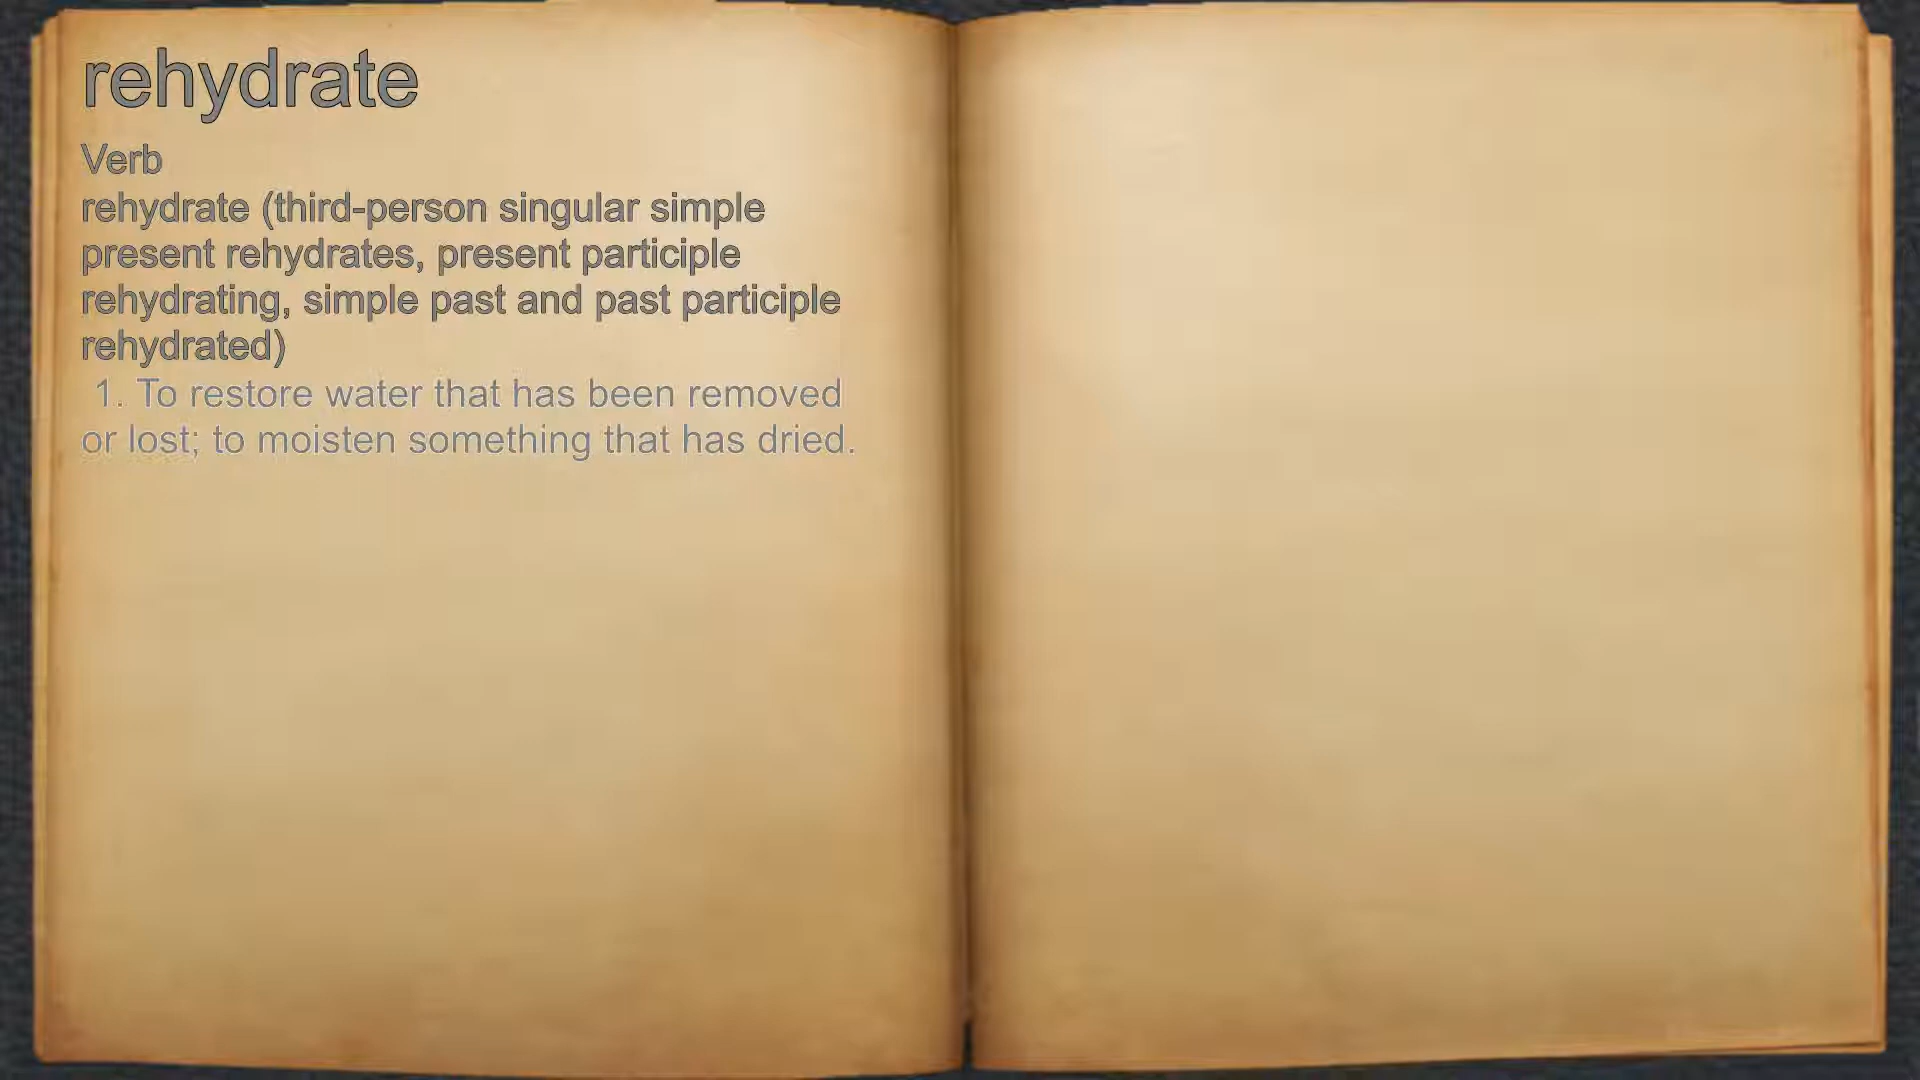 rehydrate
Verb
rehydrate (third-person singular simple
present rehydrates, present participle
rehydrating, simple past and past participle
rehydrated)
1. To restore water that has been removed
or lost; to moisten something that has dried.